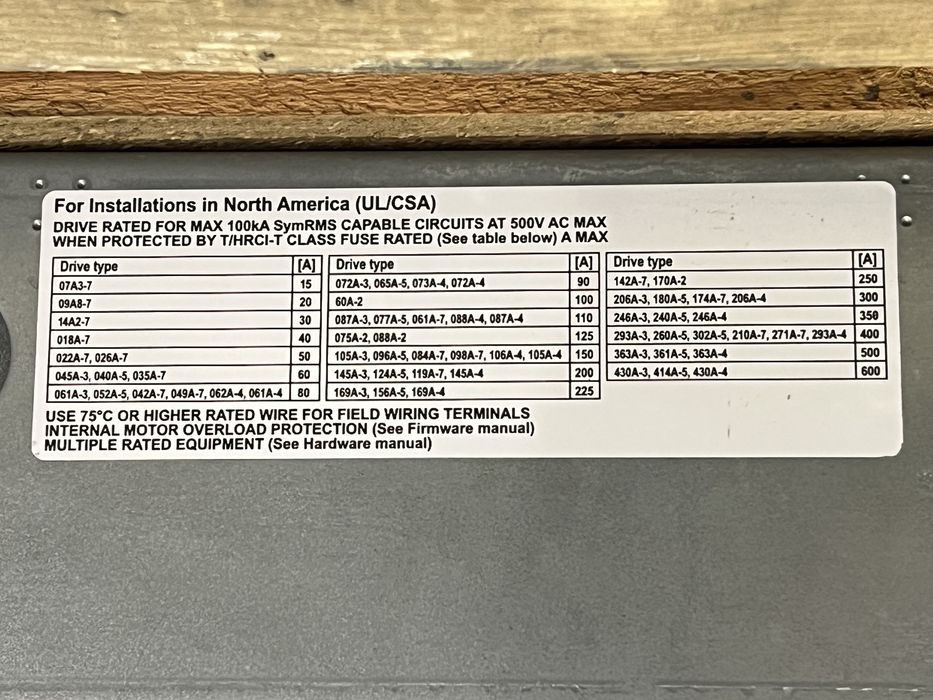 For Installations in North America (UL/CSA)
DRIVE RATED FOR MAX 100kA SymRMS CAPABLE CIRCUITS AT 500V AC MAX
WHEN PROTECTED BY T/HRCI-T CLASS FUSE RATED (See table below) A MAX
Drive type [A]
07A3-7 15
09A8-7 20
14A2-7 30
018A-7 40
022A-7, 026A-7 50
045A-3, 040A-5, 035A-7 60
061A-3, 052A-5, 042A-7, 049A-7, 062A-4, 061A-4 80
Drive type [A]
072A-3, 065A-5, 073A-4, 072A-4 90
60A-2 100
087A-3, 077A-5, 061A-7, 088A-4, 087A-4 110
075A-2, 088A-2 125
105A-3, 096A-5, 084A-7, 098A-7, 106A-4, 105A-4 150
145A-3, 124A-5, 119A-7, 145A-4 200
169A-3, 156A-5, 169A-4 225
Drive type [A]
142A-7, 170A-2 250
206A-3, 180A-5, 174A-7, 206A-4 300
246A-3, 240A-5, 246A-4 350
293A-3, 260A-5, 302A-5, 210A-7, 271A-7, 293A-4 400
363A-3, 361A-5, 363A-4 500
430A-3, 414A-5, 430A-4 600
USE 75°C OR HIGHER RATED WIRE FOR FIELD WIRING TERMINALS
INTERNAL MOTOR OVERLOAD PROTECTION (See Firmware manual)
MULTIPLE RATED EQUIPMENT (See Hardware manual)